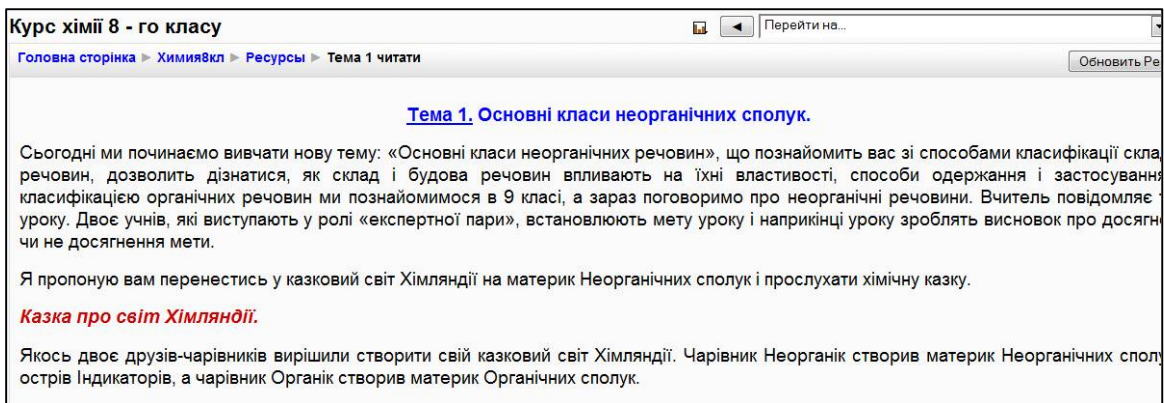 Курс хімії 8 - го класу
Перейти на...
Головна сторінка ► Химия8кл ► Ресурсы ► Тема 1 читати
Обновить Ре
Тема 1. Основні класи неорганічних сполук.
Сьогодні ми починаємо вивчати нову тему: «Основні класи неорганічних речовин», що познайомить вас зі способами класифікації скла
речовин, дозволить дізнатися, як склад і будова речовин впливають на їхні властивості, способи одержання і застосування
класифікацією органічних речовин ми познайомимося в 9 класі, а зараз поговоримо про неорганічні речовини. Вчитель повідомляє
уроку. Двоє учнів, які виступають у ролі «експертної пари», встановлюють мету уроку і наприкінці уроку зроблять висновок про досягн
чи не досягнення мети.
Я пропоную вам перенестись у казковий світ Хімляндії на материк Неорганічних сполук і прослухати хімічну казку.
Казка про світ Хімляндії.
Якось двоє друзів-чарівників вирішили створити свій казковий світ Хімляндії. Чарівник Неорганік створив материк Неорганічних спол
острів Індикаторів, а чарівник Органік створив материк Органічних сполук.